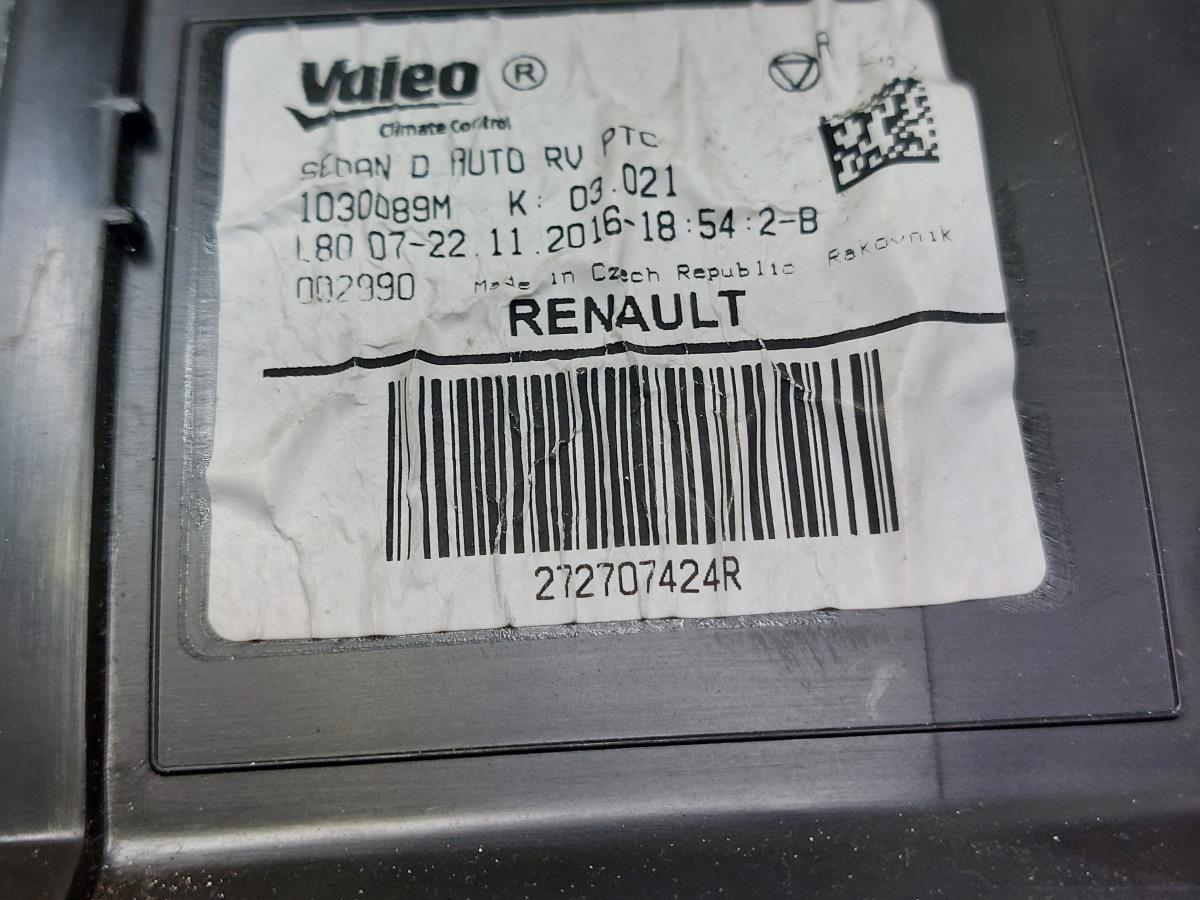 Valeo ®
Climate Control
SEDAN D AUTO RV PTC
1030089M K: 03.021
L80 07-22.11.2016-18:54:2-B
002990 Made in Czech Republic Rakovnik
RENAULT
272707424R